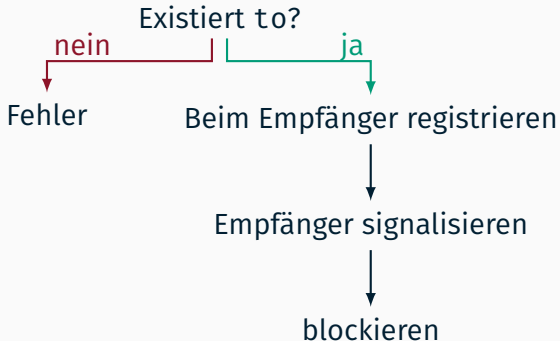 Existiert to?
nein
ja
Fehler
Beim Empfänger registrieren
Empfänger signalisieren
blockieren